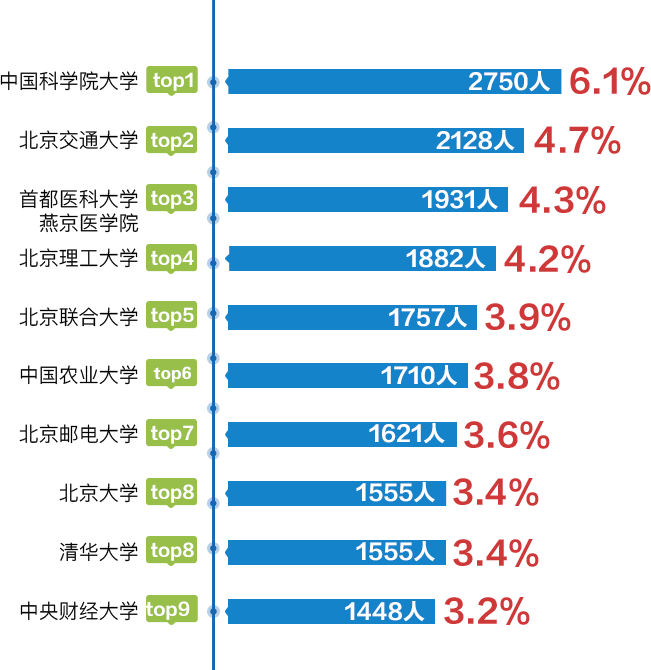 中国科学院大学 top1 2750人 6.1%
北京交通大学 top2 2128人 4.7%
首都医科大学 top3 1931人 4.3%
燕京医学院
北京理工大学 top4 1882人 4.2%
北京联合大学 top5 1757人 3.9%
中国农业大学 top6 1710人 3.8%
北京邮电大学 top7 1621人 3.6%
北京大学 top8 1555人 3.4%
清华大学 top8 1555人 3.4%
中央财经大学 top9 1448人 3.2%